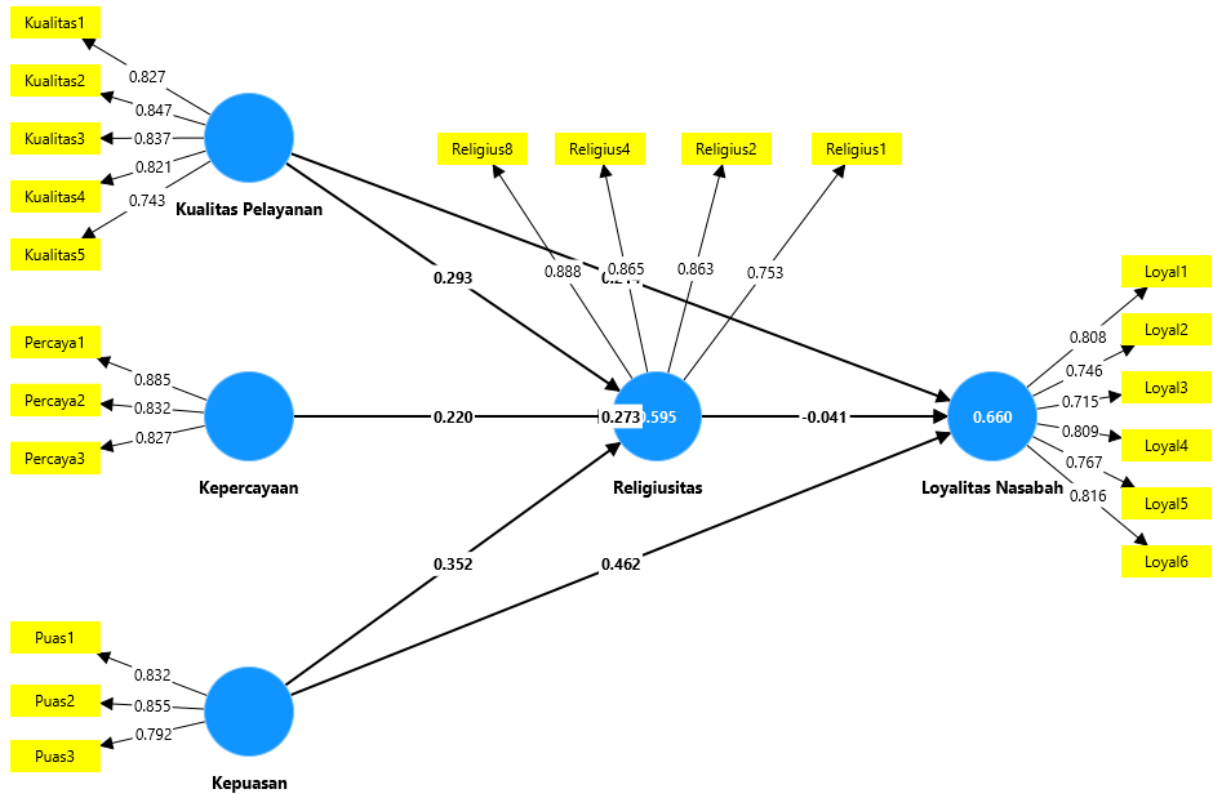 Kualitas1
0.827
Kualitas2
0.847
Kualitas3
0.837
Kualitas4
0.821
Kualitas5
0.743
Kualitas Pelayanan
Religius8
Religius4
Religius2
Religius1
0.888
0.865
0.863
0.753
0.293
Percaya1
0.885
Percaya2
0.832
Percaya3
0.827
Kepercayaan
0.220
0.273
.595
Religiusitas
-0.041
0.660
Loyalitas Nasabah
Loyal1
0.808
Loyal2
0.746
Loyal3
0.715
Loyal4
0.809
Loyal5
0.767
Loyal6
0.816
0.352
0.462
Puas1
0.832
Puas2
0.855
Puas3
0.792
Kepuasan